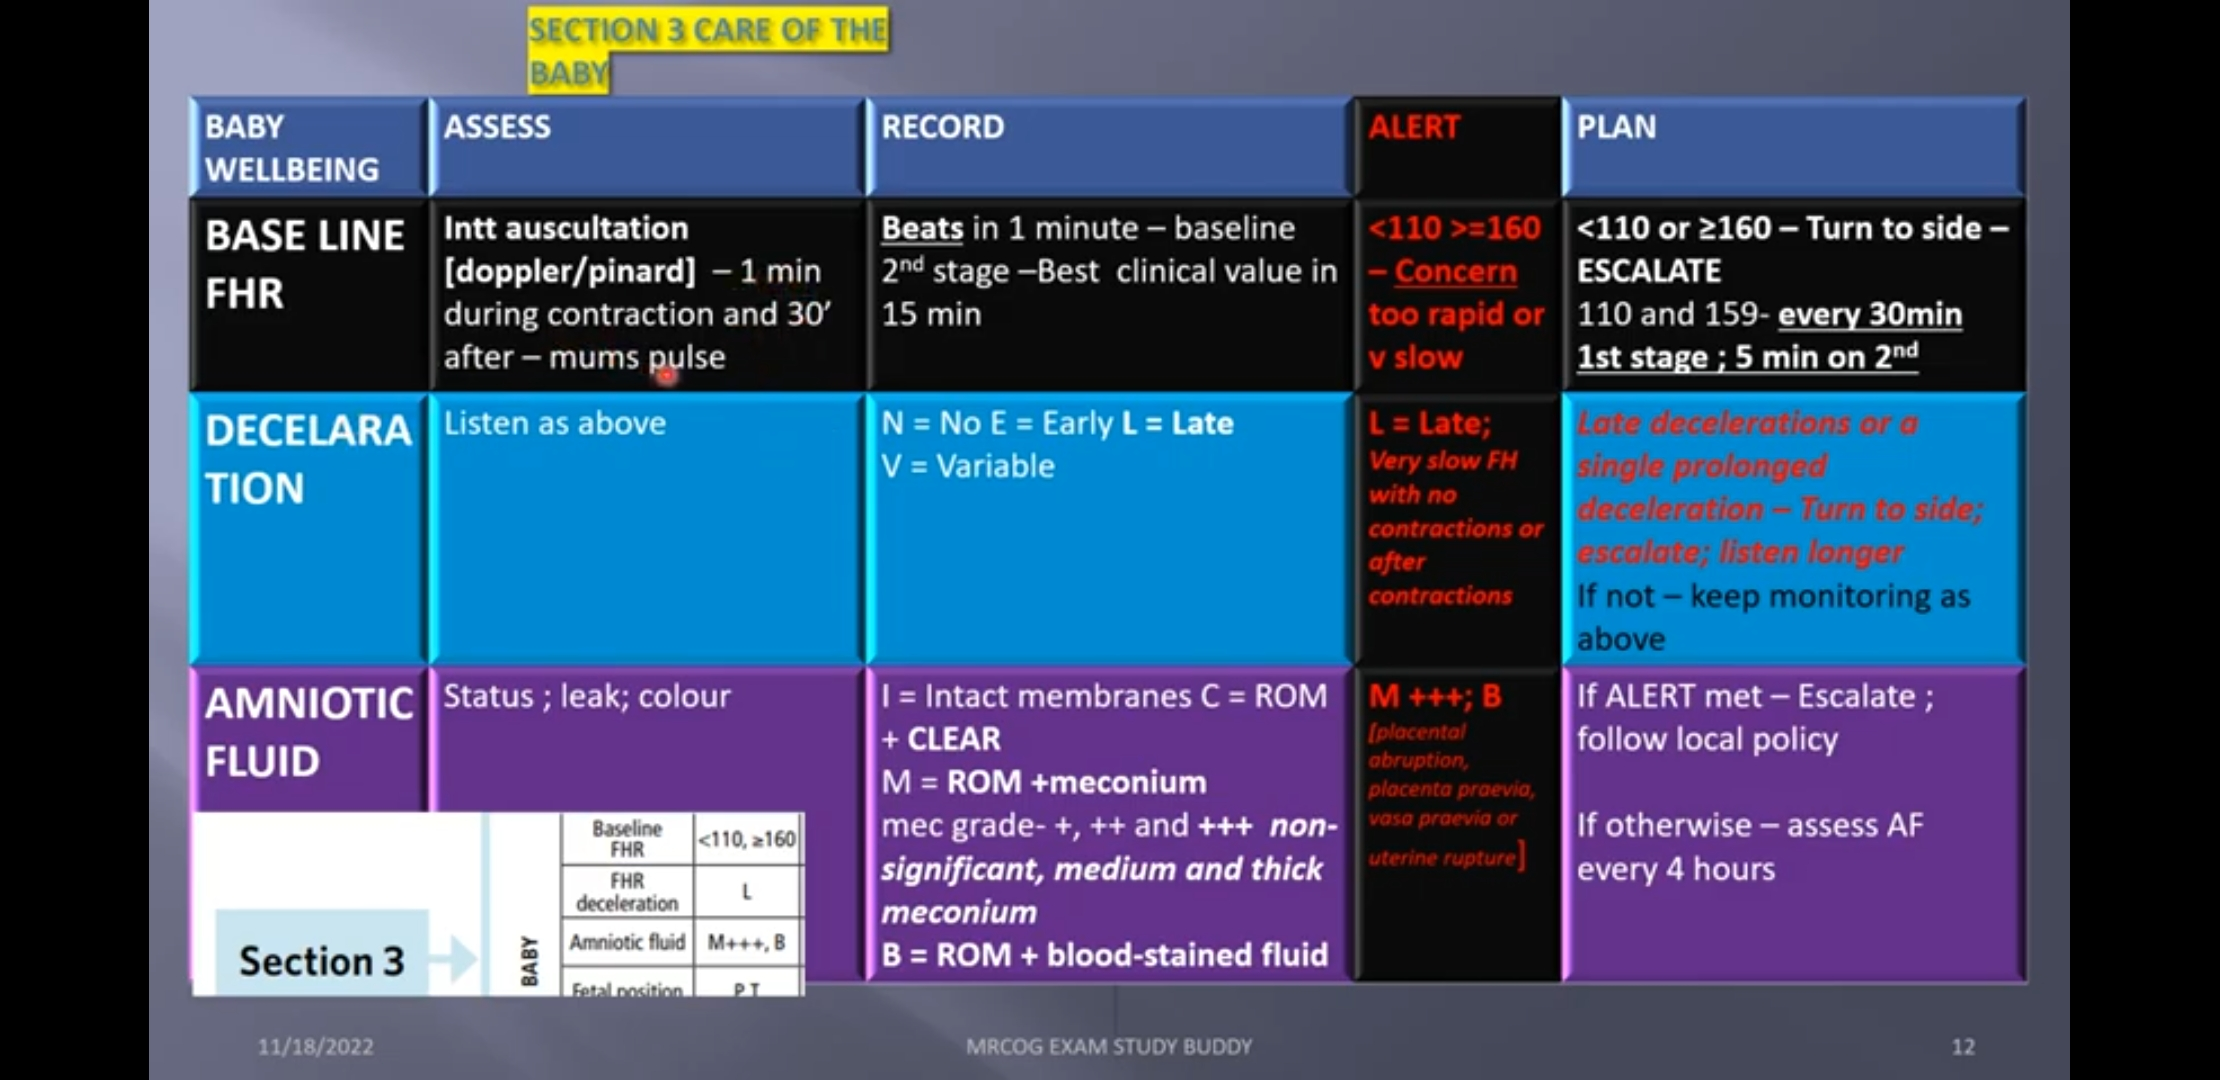 SECTION 3 CARE OF THE
BABY
BABY
WELLBEING
ASSESS
RECORD
ALERT
PLAN
BASE LINE
FHR
Intt auscultation
[doppler/pinard] – 1 min
during contraction and 30’
after – mums pulse
Beats in 1 minute – baseline
2nd stage –Best clinical value in
15 min
<110 >=160
– Concern
too rapid or
v slow
<110 or ≥160 – Turn to side –
ESCALATE
110 and 159- every 30min
1st stage ; 5 min on 2nd
DECELARA
TION
Listen as above
N = No E = Early L = Late
V = Variable
L = Late;
Very slow FH
with no
contractions or
after
contractions
Late decelerations or a
single prolonged
deceleration – Turn to side;
escalate; listen longer
If not – keep monitoring as
above
AMNIOTIC
FLUID
Status ; leak; colour
I = Intact membranes C = ROM
+ CLEAR
M = ROM +meconium
mec grade- +, ++ and +++ non-
significant, medium and thick
meconium
B = ROM + blood-stained fluid
M +++; B
[placental
abruption,
placenta praevia,
vasa praevia or
uterine rupture]
If ALERT met – Escalate ;
follow local policy
If otherwise – assess AF
every 4 hours
Section 3
BABY
Baseline
FHR
<110, ≥160
FHR
deceleration
L
Amniotic fluid
M+++, B
Fetal position
P,T
11/18/2022
MRCOG EXAM STUDY BUDDY
12